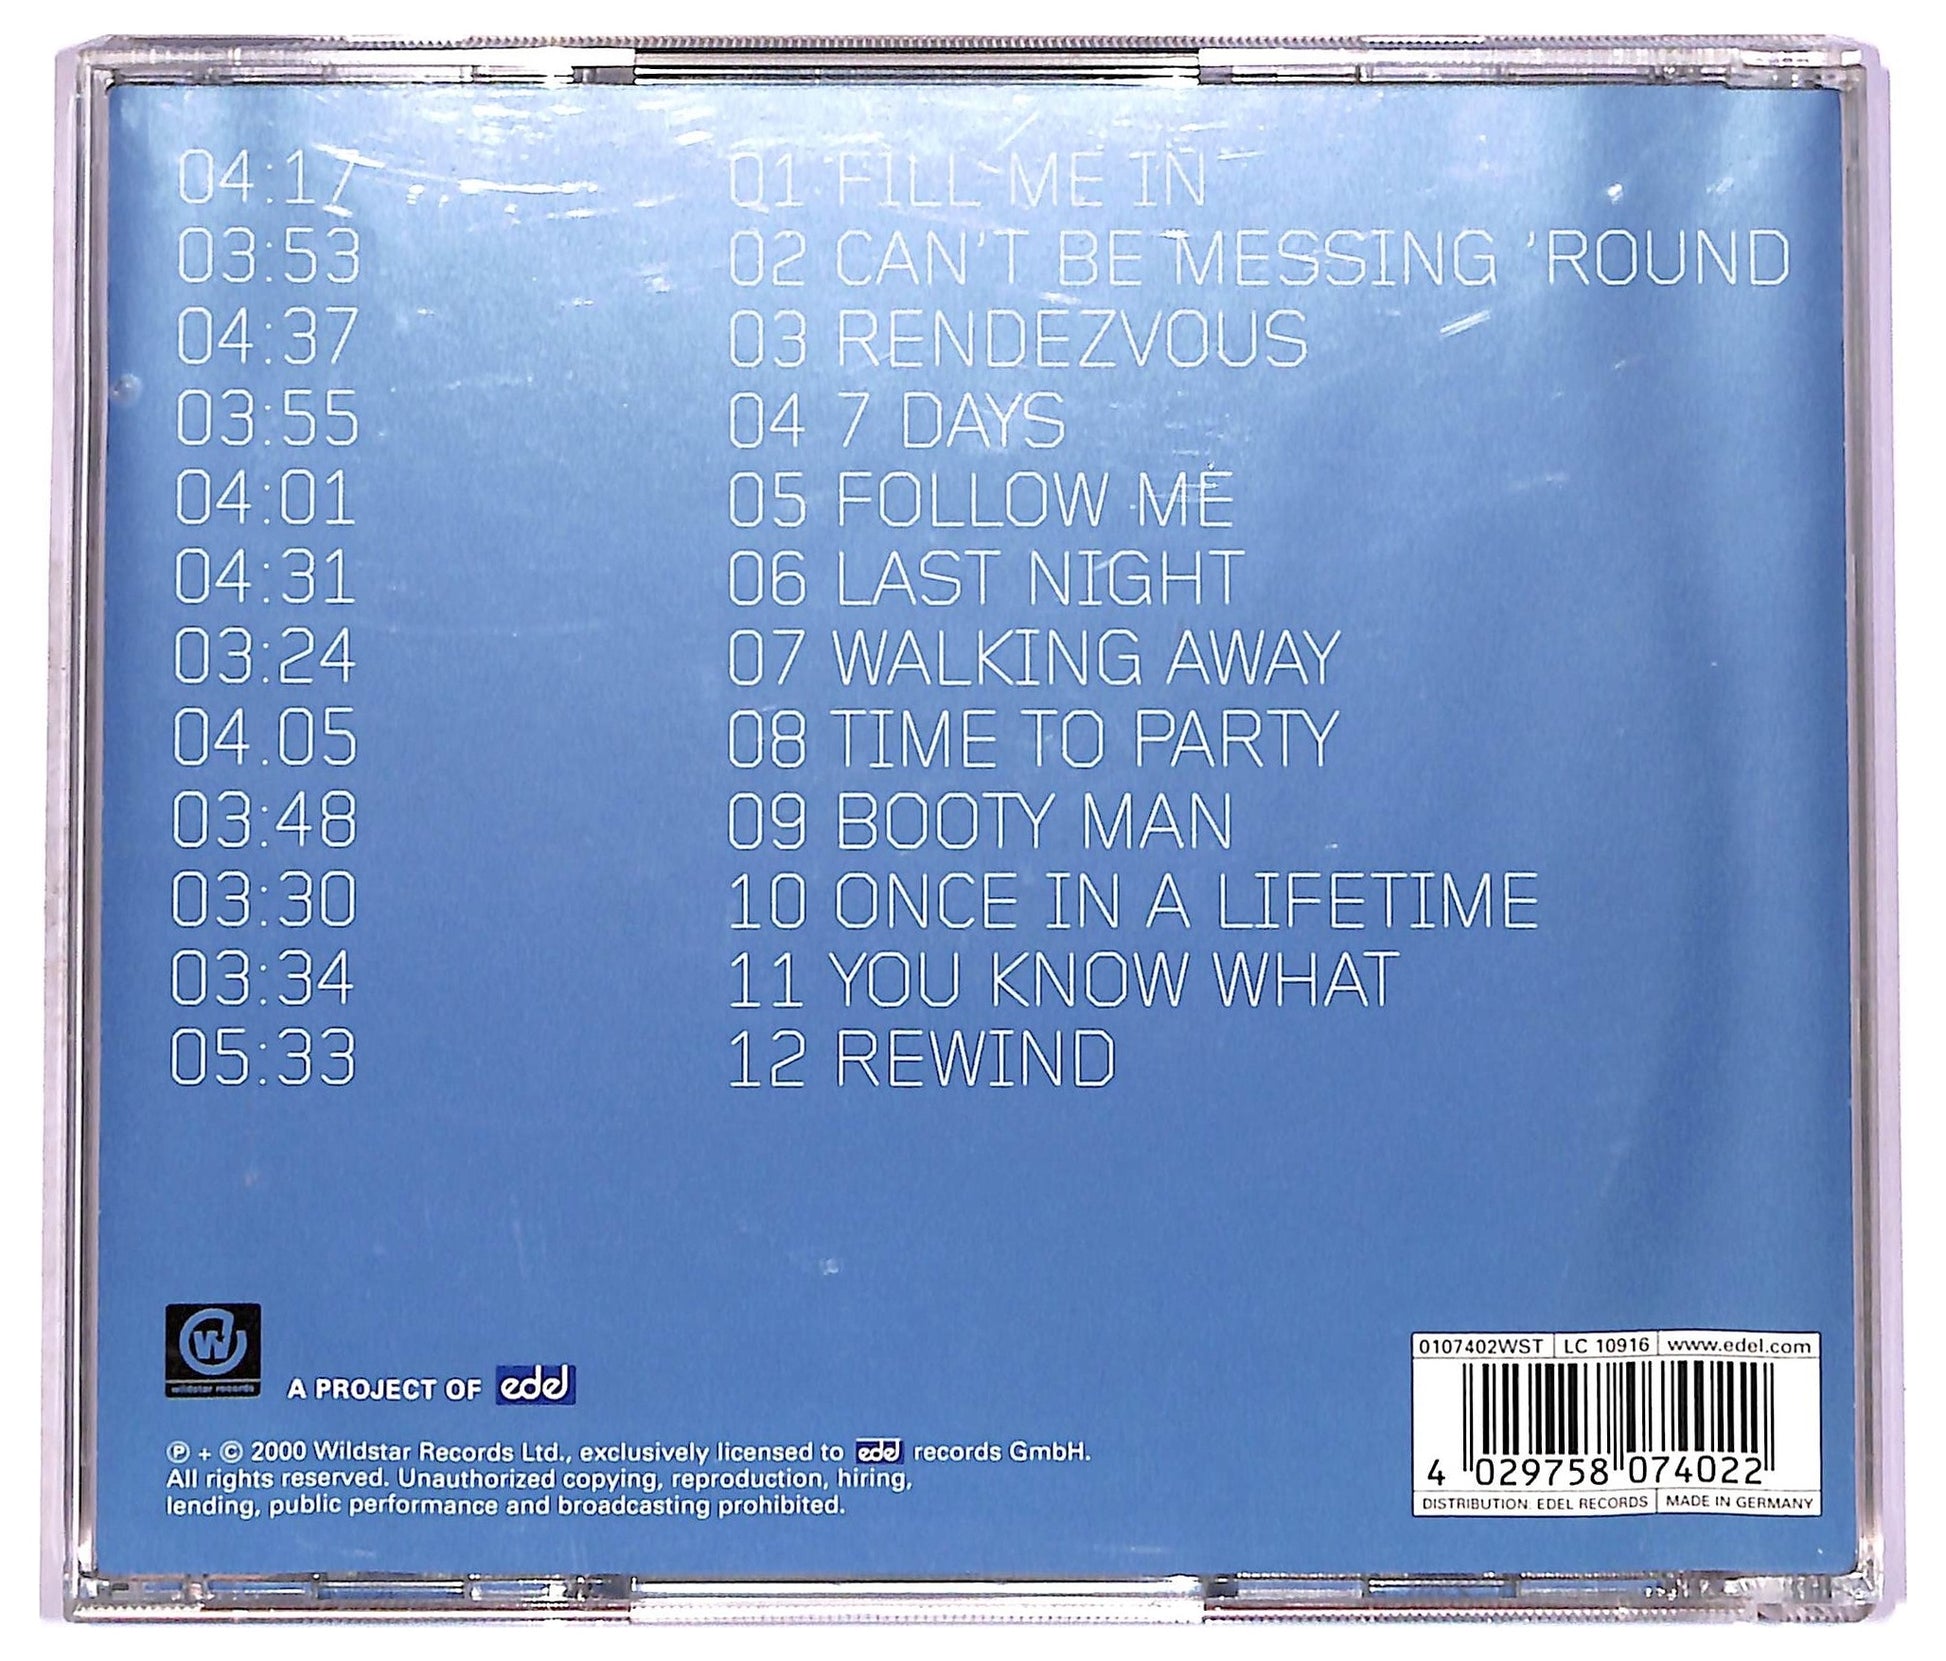 04:17 01 FILL ME IN
03:53 02 CAN'T BE MESSING 'ROUND
04:37 03 RENDEZVOUS
03:55 04 7 DAYS
04:01 05 FOLLOW ME
04:31 06 LAST NIGHT
03:24 07 WALKING AWAY
04.05 08 TIME TO PARTY
03:48 09 BOOTY MAN
03:30 10 ONCE IN A LIFETIME
03:34 11 YOU KNOW WHAT
05:33 12 REWIND
W
wildstar records
A PROJECT OF edel
℗ + © 2000 Wildstar Records Ltd., exclusively licensed to edel records GmbH.
All rights reserved. Unauthorized copying, reproduction, hiring,
lending, public performance and broadcasting prohibited.
0107402WST LC 10916 www.edel.com
4 029758 074022
DISTRIBUTION: EDEL RECORDS MADE IN GERMANY